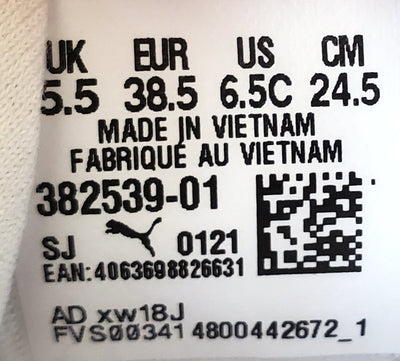 UK EUR US CM
5.5 38.5 6.5C 24.5
MADE IN VIETNAM
FABRIQUÉ AU VIETNAM
382539-01
SJ 0121
EAN:4063698826631
AD xw18J
FVS00341 4800442672_1